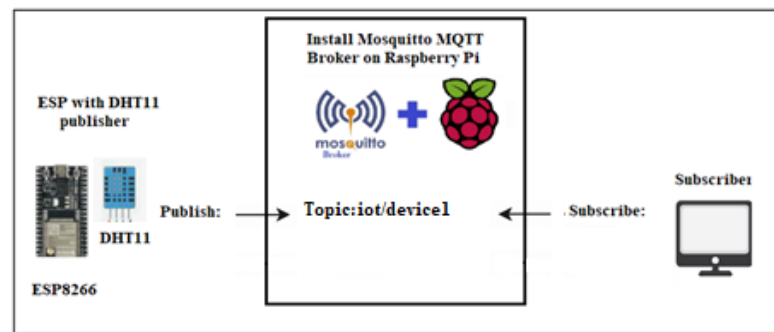 Install Mosquitto MQTT
Broker on Raspberry Pi
ESP with DHT11
publisher
mosquitto
Broker
Subscriber
Publish:
Topic:iot/device1
Subscribe:
DHT11
ESP8266